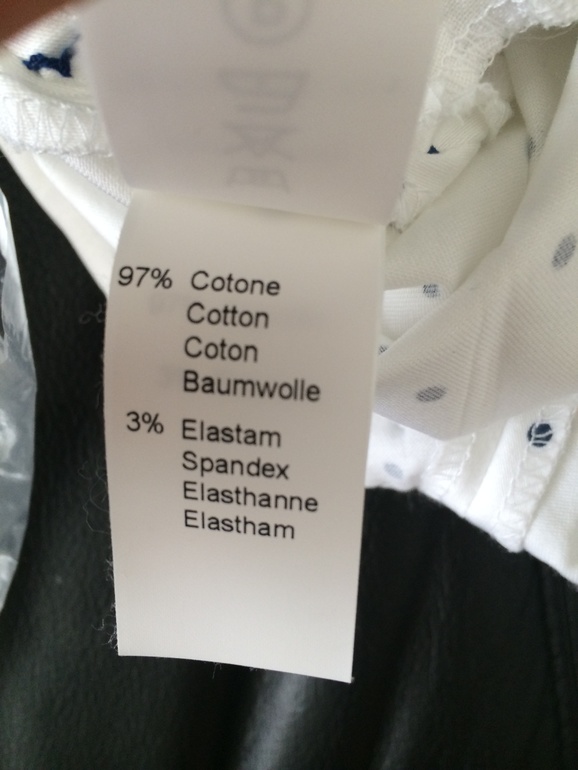 97% Cotone
Cotton
Coton
Baumwolle
3% Elastam
Spandex
Elasthanne
Elastham